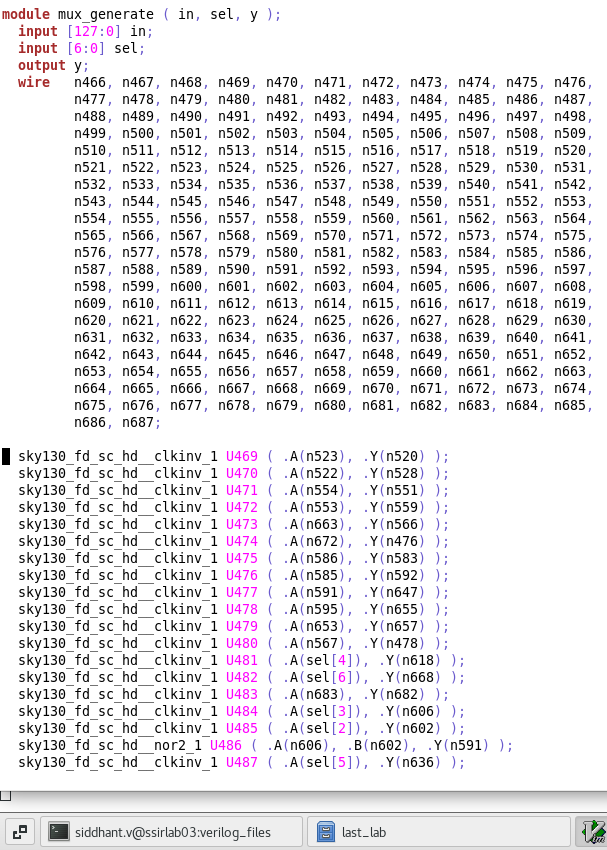 module mux_generate ( in, sel, y );
  input [127:0] in;
  input [6:0] sel;
  output y;
  wire   n466, n467, n468, n469, n470, n471, n472, n473, n474, n475, n476,
         n477, n478, n479, n480, n481, n482, n483, n484, n485, n486, n487,
         n488, n489, n490, n491, n492, n493, n494, n495, n496, n497, n498,
         n499, n500, n501, n502, n503, n504, n505, n506, n507, n508, n509,
         n510, n511, n512, n513, n514, n515, n516, n517, n518, n519, n520,
         n521, n522, n523, n524, n525, n526, n527, n528, n529, n530, n531,
         n532, n533, n534, n535, n536, n537, n538, n539, n540, n541, n542,
         n543, n544, n545, n546, n547, n548, n549, n550, n551, n552, n553,
         n554, n555, n556, n557, n558, n559, n560, n561, n562, n563, n564,
         n565, n566, n567, n568, n569, n570, n571, n572, n573, n574, n575,
         n576, n577, n578, n579, n580, n581, n582, n583, n584, n585, n586,
         n587, n588, n589, n590, n591, n592, n593, n594, n595, n596, n597,
         n598, n599, n600, n601, n602, n603, n604, n605, n606, n607, n608,
         n609, n610, n611, n612, n613, n614, n615, n616, n617, n618, n619,
         n620, n621, n622, n623, n624, n625, n626, n627, n628, n629, n630,
         n631, n632, n633, n634, n635, n636, n637, n638, n639, n640, n641,
         n642, n643, n644, n645, n646, n647, n648, n649, n650, n651, n652,
         n653, n654, n655, n656, n657, n658, n659, n660, n661, n662, n663,
         n664, n665, n666, n667, n668, n669, n670, n671, n672, n673, n674,
         n675, n676, n677, n678, n679, n680, n681, n682, n683, n684, n685,
         n686, n687;
  sky130_fd_sc_hd__clkinv_1 U469 ( .A(n523), .Y(n520) );
  sky130_fd_sc_hd__clkinv_1 U470 ( .A(n522), .Y(n528) );
  sky130_fd_sc_hd__clkinv_1 U471 ( .A(n554), .Y(n551) );
  sky130_fd_sc_hd__clkinv_1 U472 ( .A(n553), .Y(n559) );
  sky130_fd_sc_hd__clkinv_1 U473 ( .A(n663), .Y(n566) );
  sky130_fd_sc_hd__clkinv_1 U474 ( .A(n672), .Y(n476) );
  sky130_fd_sc_hd__clkinv_1 U475 ( .A(n586), .Y(n583) );
  sky130_fd_sc_hd__clkinv_1 U476 ( .A(n585), .Y(n592) );
  sky130_fd_sc_hd__clkinv_1 U477 ( .A(n591), .Y(n647) );
  sky130_fd_sc_hd__clkinv_1 U478 ( .A(n595), .Y(n655) );
  sky130_fd_sc_hd__clkinv_1 U479 ( .A(n653), .Y(n657) );
  sky130_fd_sc_hd__clkinv_1 U480 ( .A(n567), .Y(n478) );
  sky130_fd_sc_hd__clkinv_1 U481 ( .A(sel[4]), .Y(n618) );
  sky130_fd_sc_hd__clkinv_1 U482 ( .A(sel[6]), .Y(n668) );
  sky130_fd_sc_hd__clkinv_1 U483 ( .A(n683), .Y(n682) );
  sky130_fd_sc_hd__clkinv_1 U484 ( .A(sel[3]), .Y(n606) );
  sky130_fd_sc_hd__clkinv_1 U485 ( .A(sel[2]), .Y(n602) );
  sky130_fd_sc_hd__nor2_1 U486 ( .A(n606), .B(n602), .Y(n591) );
  sky130_fd_sc_hd__clkinv_1 U487 ( .A(sel[5]), .Y(n636) );
siddhant.v@ssirlab03:verilog_files
last_lab